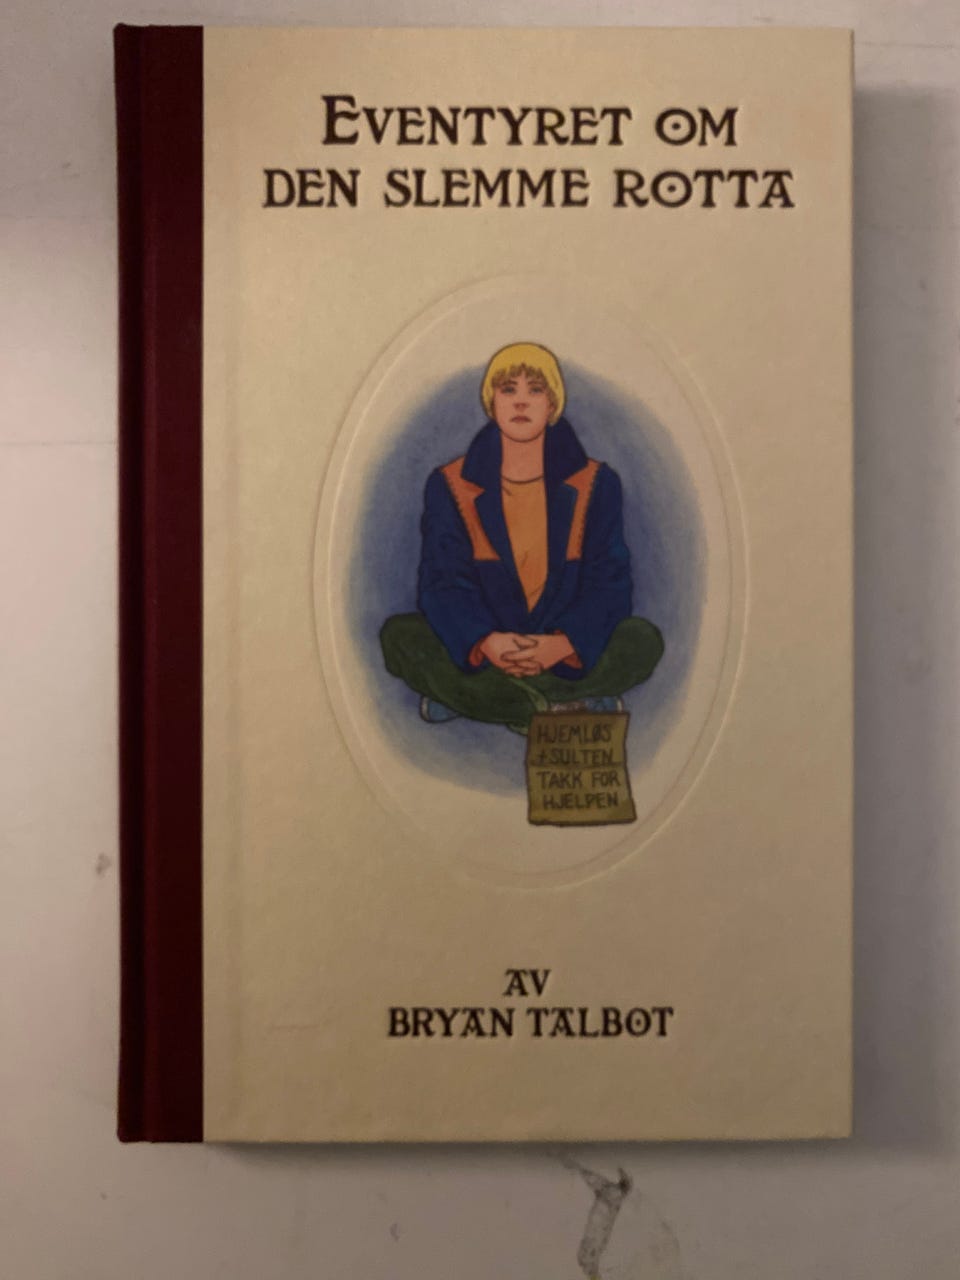 EVENTYRET OM
DEN SLEMME ROTTA
HJEMLØS
+SULTEN
TAKK FOR
HJELPEN
AV
BRYAN TALBOT